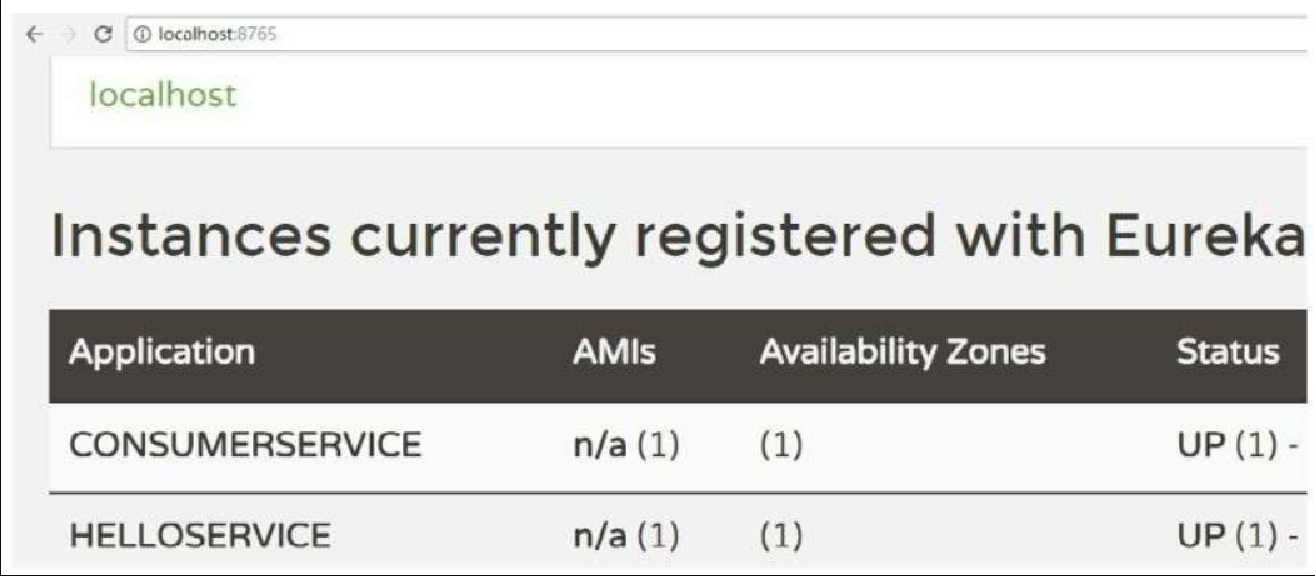 localhost:8765
localhost
Instances currently registered with Eureka
Application AMIs Availability Zones Status
CONSUMERSERVICE n/a (1) (1) UP (1) -
HELLOSERVICE n/a (1) (1) UP (1) -